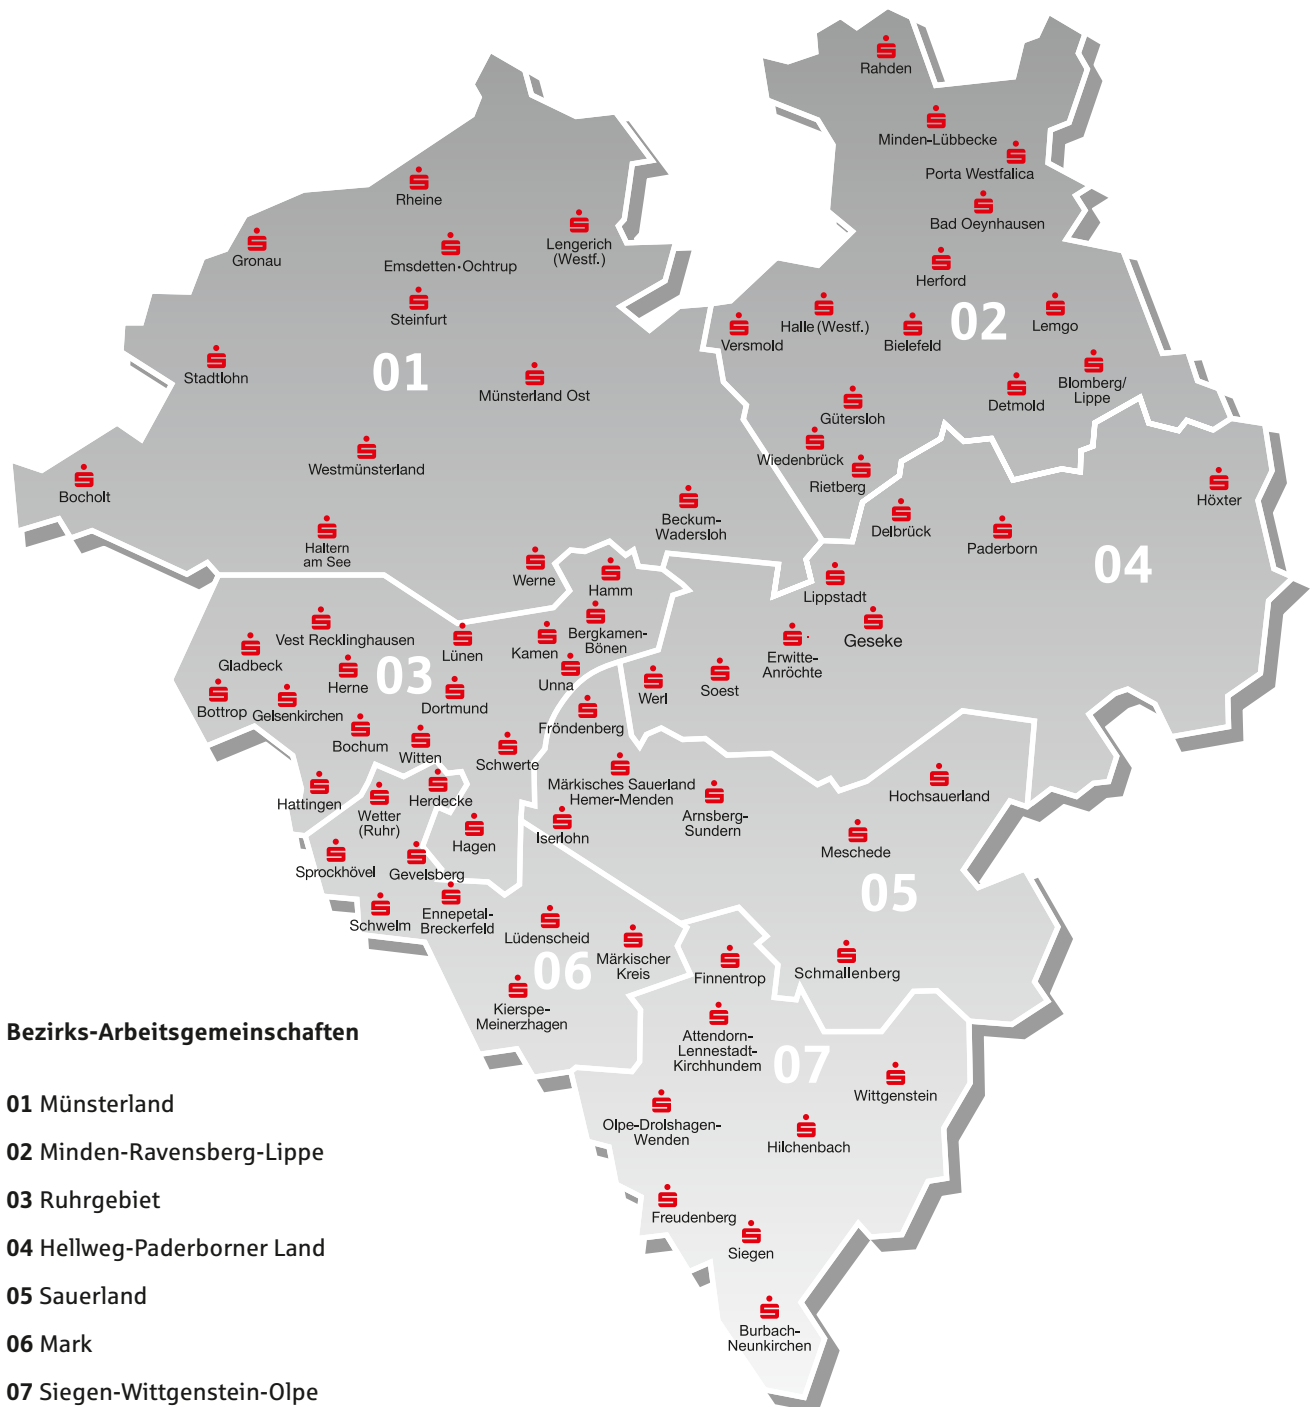 Rahden
Minden-Lübbecke
Porta Westfalica
Bad Oeynhausen
Rheine
Lengerich
(Westf.)
Gronau
Emsdetten·Ochtrup
Herford
Steinfurt
Versmold
Halle (Westf.)
Bielefeld
02
Lemgo
Stadtlohn
01
Münsterland Ost
Gütersloh
Detmold
Blomberg/
Lippe
Westmünsterland
Wiedenbrück
Rietberg
Bocholt
Höxter
Haltern
am See
Beckum-
Wadersloh
Delbrück
Paderborn
04
Werne
Hamm
Lippstadt
Geseke
Vest Recklinghausen
Lünen
Kamen
Bergkamen-
Bönen
Erwitte-
Anröchte
Gladbeck
Herne
03
Unna
Werl
Soest
Bottrop
Gelsenkirchen
Dortmund
Fröndenberg
Bochum
Witten
Schwerte
Hattingen
Wetter
(Ruhr)
Herdecke
Märkisches Sauerland
Hemer-Menden
Arnsberg-
Sundern
Hochsauerland
Hagen
Iserlohn
Meschede
Sprockhövel
Gevelsberg
05
Schwelm
Ennepetal-
Breckerfeld
Lüdenscheid
Märkischer
Kreis
06
Finnentrop
Schmallenberg
Kierspe-
Meinerzhagen
Attendorn-
Lennestadt-
Kirchhundem
07
Wittgenstein
Olpe-Drolshagen-
Wenden
Hilchenbach
Freudenberg
Siegen
Burbach-
Neunkirchen
Bezirks-Arbeitsgemeinschaften
01 Münsterland
02 Minden-Ravensberg-Lippe
03 Ruhrgebiet
04 Hellweg-Paderborner Land
05 Sauerland
06 Mark
07 Siegen-Wittgenstein-Olpe